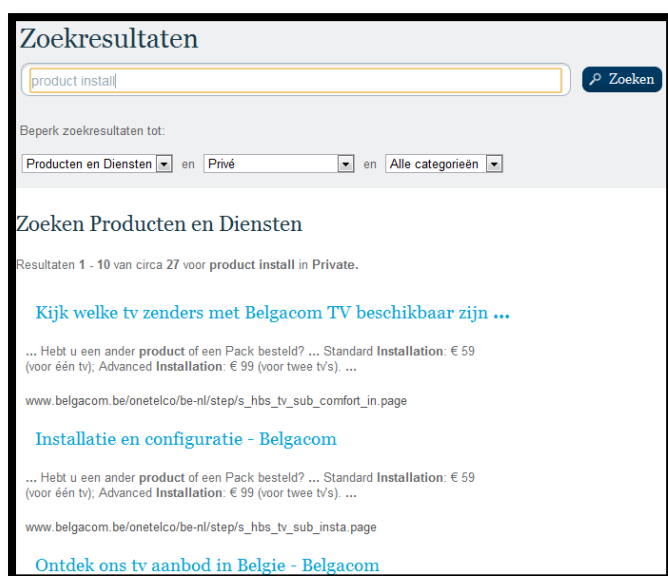 Zoekresultaten
product install
Zoeken
Beperk zoekresultaten tot:
Producten en Diensten en Privé en Alle categorieën
Zoeken Producten en Diensten
Resultaten 1 - 10 van circa 27 voor product install in Private.
Kijk welke tv zenders met Belgacom TV beschikbaar zijn ...
... Hebt u een ander product of een Pack besteld? ... Standard Installation: € 59
(voor één tv); Advanced Installation: € 99 (voor twee tv's). ...
www.belgacom.be/onetelco/be-nl/step/s_hbs_tv_sub_comfort_in.page
Installatie en configuratie - Belgacom
... Hebt u een ander product of een Pack besteld? ... Standard Installation: € 59
(voor één tv); Advanced Installation: € 99 (voor twee tv's). ...
www.belgacom.be/onetelco/be-nl/step/s_hbs_tv_sub_insta.page
Ontdek ons tv aanbod in Belgie - Belgacom